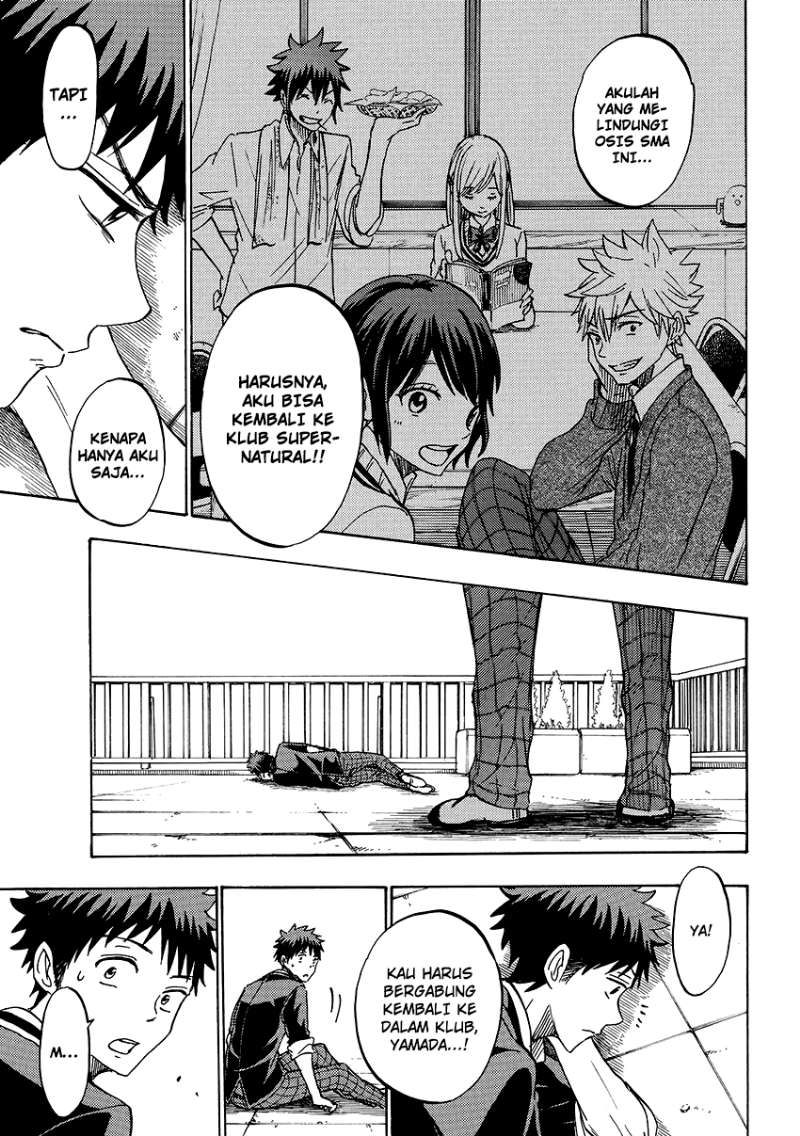 AKULAH
YANG ME-
LINDUNGI
OSIS SMA
INI...
HARUSNYA,
AKU BISA
KEMBALI KE
KLUB SUPER-
NATURAL!!
TAPI
...
KENAPA
HANYA AKU
SAJA...
YA!
KAU HARUS
BERGABUNG
KEMBALI KE
DALAM KLUB,
YAMADA...!
M...